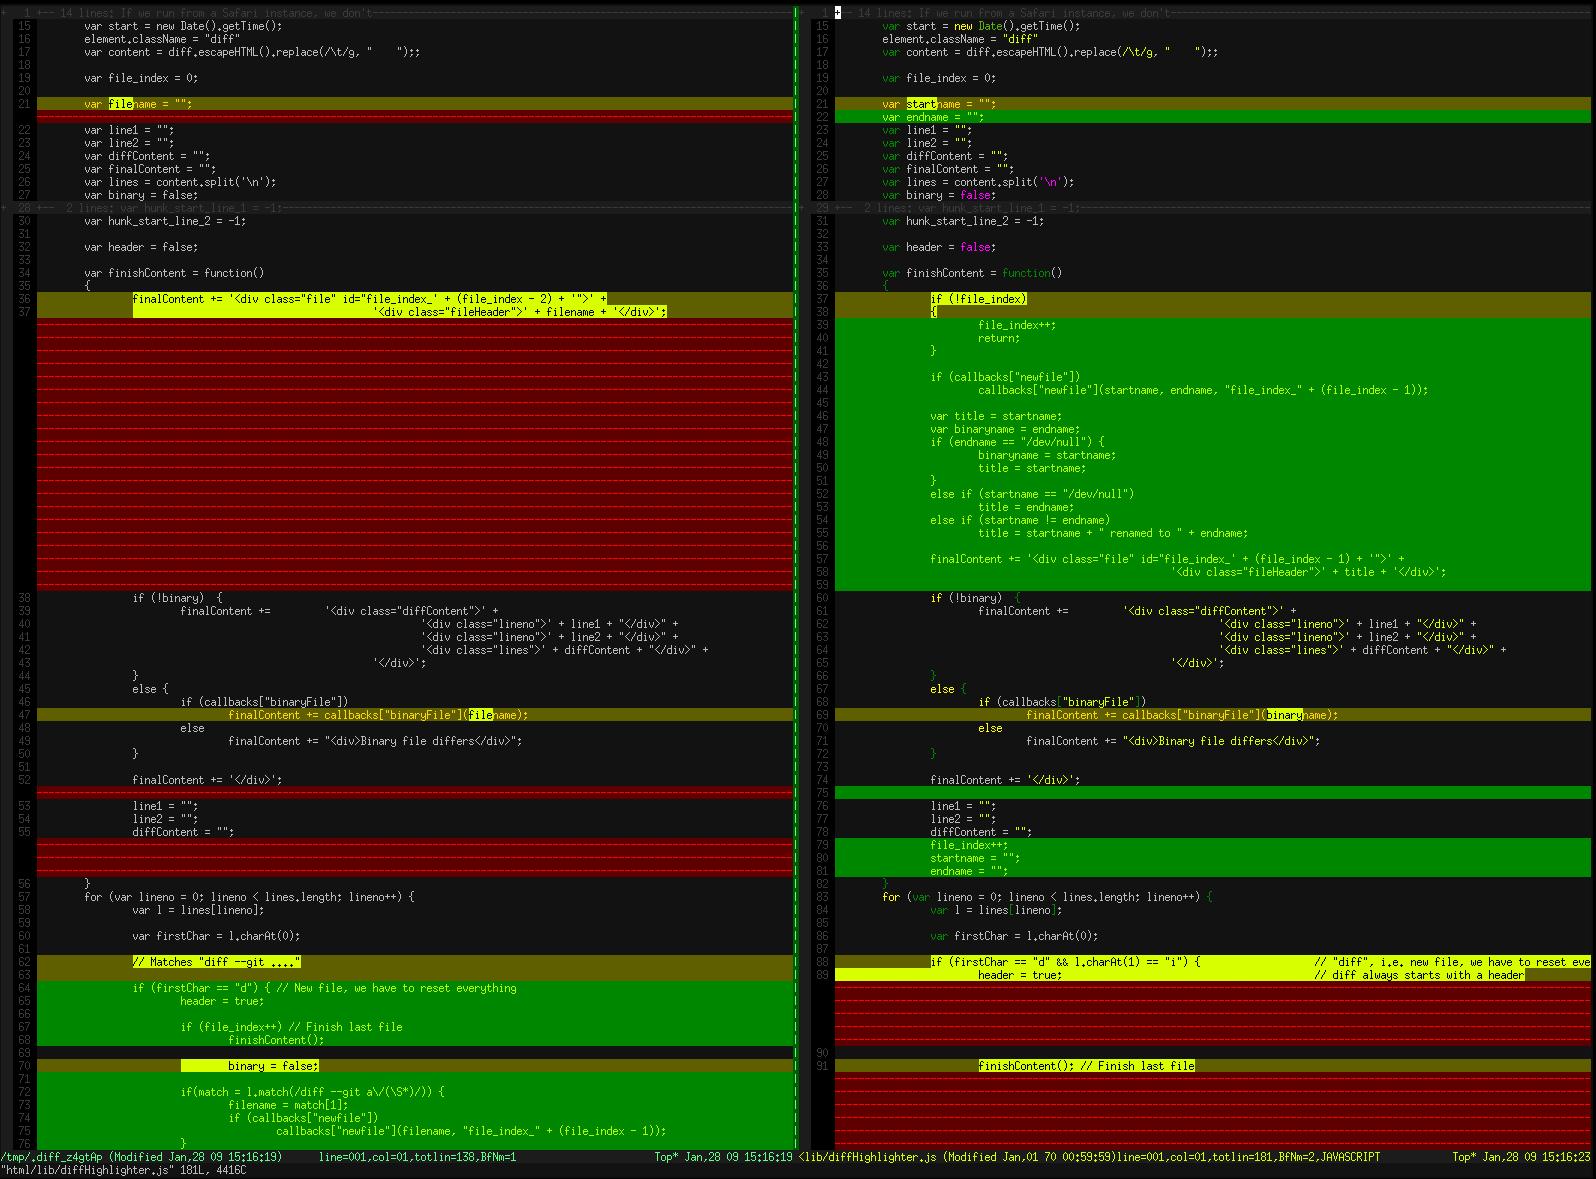 + 1 +-- 14 lines: If we run from a Safari instance, we don't
15 var start = new Date().getTime();
16 element.className = "diff"
17 var content = diff.escapeHTML().replace(/\t/g, "    ");;
18
19 var file_index = 0;
20
21 var filename = "";
22 var line1 = "";
23 var line2 = "";
24 var diffContent = "";
25 var finalContent = "";
26 var lines = content.split('\n');
27 var binary = false;
+ 28 +-- 2 lines: var hunk_start_line_1 = -1;
30 var hunk_start_line_2 = -1;
31
32 var header = false;
33
34 var finishContent = function()
35 {
36 finalContent += '<div class="file" id="file_index_' + (file_index - 2) + '">' +
37 '<div class="fileHeader">' + filename + '</div>';
38 if (!binary)  {
39 finalContent += '<div class="diffContent">' +
40 '<div class="lineno">' + line1 + "</div>" +
41 '<div class="lineno">' + line2 + "</div>" +
42 '<div class="lines">' + diffContent + "</div>" +
43 '</div>';
44 }
45 else {
46 if (callbacks["binaryFile"])
47 finalContent += callbacks["binaryFile"](filename);
48 else
49 finalContent += "<div>Binary file differs</div>";
50 }
51
52 finalContent += '</div>';
53 line1 = "";
54 line2 = "";
55 diffContent = "";
56 }
57 for (var lineno = 0; lineno < lines.length; lineno++) {
58 var l = lines[lineno];
59
60 var firstChar = l.charAt(0);
61
62 // Matches "diff --git ...."
63
64 if (firstChar == "d") { // New file, we have to reset everything
65 header = true;
66
67 if (file_index++) // Finish last file
68 finishContent();
69
70 binary = false;
71
72 if(match = l.match(/diff --git a\/(\S*)/)) {
73 filename = match[1];
74 if (callbacks["newfile"])
75 callbacks["newfile"](filename, "file_index_" + (file_index - 1));
76 }
/tmp/.diff_z4gtAp (Modified Jan,28 09 15:16:19) line=001,col=01,totlin=138,BfNm=1 Top* Jan,28 09 15:16:19
"html/lib/diffHighlighter.js" 181L, 4416C
+ 1 +-- 14 lines: If we run from a Safari instance, we don't
15 var start = new Date().getTime();
16 element.className = "diff"
17 var content = diff.escapeHTML().replace(/\t/g, "    ");;
18
19 var file_index = 0;
20
21 var startname = "";
22 var endname = "";
23 var line1 = "";
24 var line2 = "";
25 var diffContent = "";
26 var finalContent = "";
27 var lines = content.split('\n');
28 var binary = false;
+ 29 +-- 2 lines: var hunk_start_line_1 = -1;
31 var hunk_start_line_2 = -1;
32
33 var header = false;
34
35 var finishContent = function()
36 {
37 if (!file_index)
38 {
39 file_index++;
40 return;
41 }
42
43 if (callbacks["newfile"])
44 callbacks["newfile"](startname, endname, "file_index_" + (file_index - 1));
45
46 var title = startname;
47 var binaryname = endname;
48 if (endname == "/dev/null") {
49 binaryname = startname;
50 title = startname;
51 }
52 else if (startname == "/dev/null")
53 title = endname;
54 else if (startname != endname)
55 title = startname + " renamed to " + endname;
56
57 finalContent += '<div class="file" id="file_index_' + (file_index - 1) + '">' +
58 '<div class="fileHeader">' + title + '</div>';
59
60 if (!binary)  {
61 finalContent += '<div class="diffContent">' +
62 '<div class="lineno">' + line1 + "</div>" +
63 '<div class="lineno">' + line2 + "</div>" +
64 '<div class="lines">' + diffContent + "</div>" +
65 '</div>';
66 }
67 else {
68 if (callbacks["binaryFile"])
69 finalContent += callbacks["binaryFile"](binaryname);
70 else
71 finalContent += "<div>Binary file differs</div>";
72 }
73
74 finalContent += '</div>';
75
76 line1 = "";
77 line2 = "";
78 diffContent = "";
79 file_index++;
80 startname = "";
81 endname = "";
82 }
83 for (var lineno = 0; lineno < lines.length; lineno++) {
84 var l = lines[lineno];
85
86 var firstChar = l.charAt(0);
87
88 if (firstChar == "d" && l.charAt(1) == "i") { // "diff", i.e. new file, we have to reset eve
89 header = true; // diff always starts with a header
90
91 finishContent(); // Finish last file
<lib/diffHighlighter.js (Modified Jan,01 70 00:59:59)line=001,col=01,totlin=181,BfNm=2,JAVASCRIPT Top* Jan,28 09 15:16:23